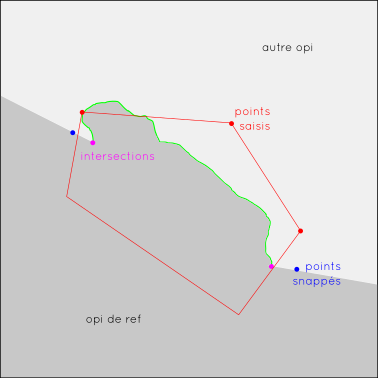 autre opi
points
saisis
intersections
points
snappés
opi de ref